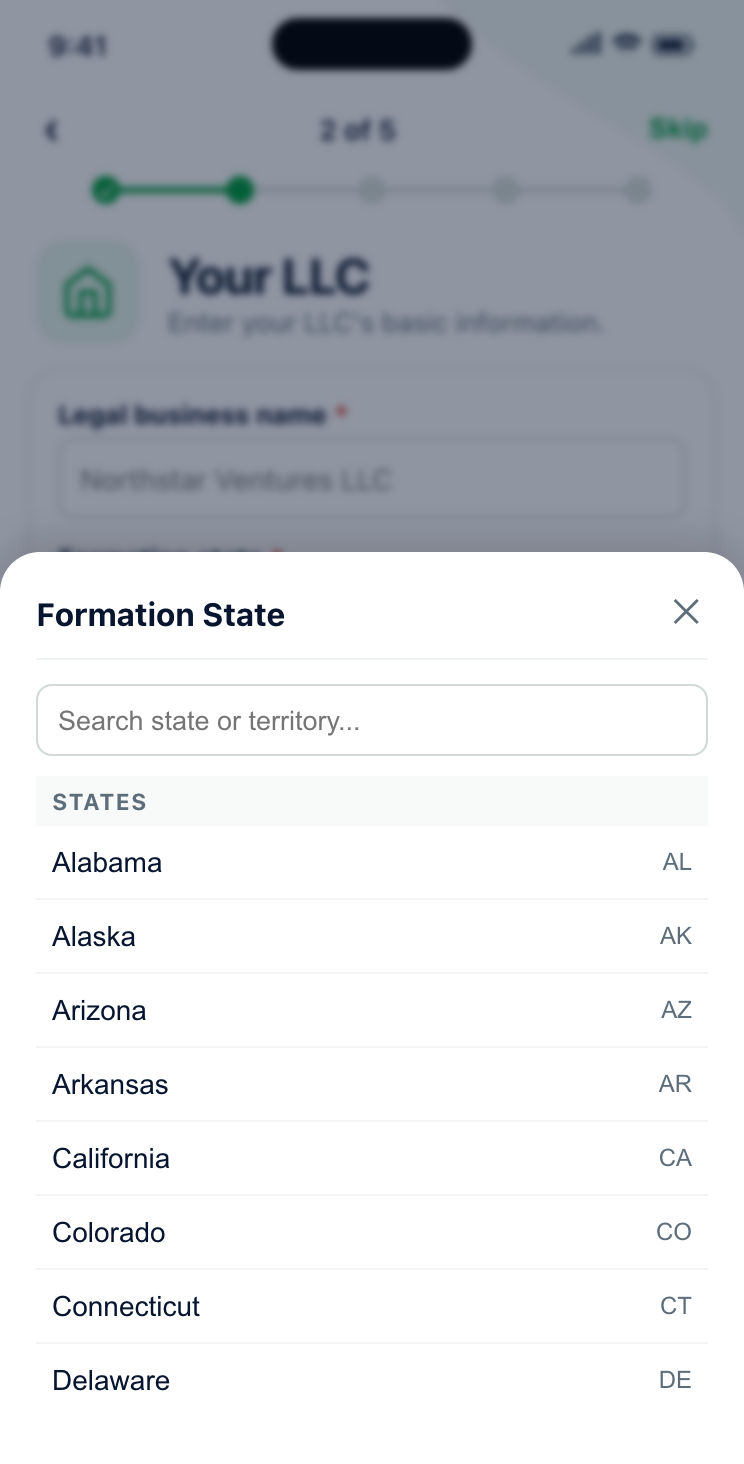 9:41
2 of 5
Skip
Your LLC
Enter your LLC's basic information.
Legal business name *
Northstar Ventures LLC
Formation state *
Formation State
Search state or territory...
STATES
Alabama AL
Alaska AK
Arizona AZ
Arkansas AR
California CA
Colorado CO
Connecticut CT
Delaware DE